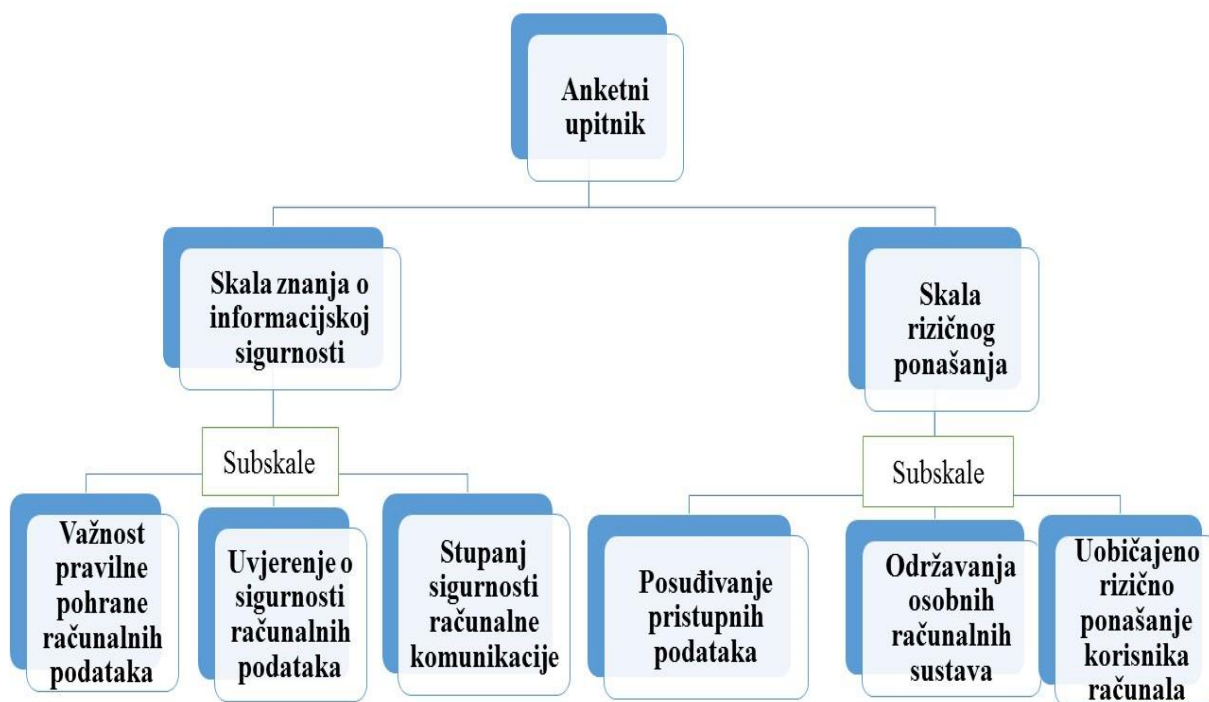 Anketni
upitnik
Skala znanja o
informacijskoj
sigurnosti
Skala
rizičnog
ponašanja
Subskale
Subskale
Važnost
pravilne
pohrane
računalnih
podataka
Uvjerenje o
sigurnosti
računalnih
podataka
Stupanj
sigurnosti
računalne
komunikacije
Posuđivanje
pristupnih
podataka
Održavanja
osobnih
računalnih
sustava
Uobičajeno
rizično
ponašanje
korisnika
računala